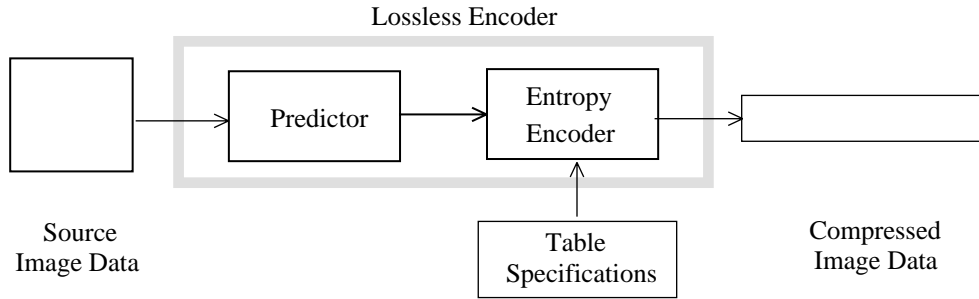 Lossless Encoder
Predictor
Entropy
Encoder
Source
Image Data
Table
Specifications
Compressed
Image Data